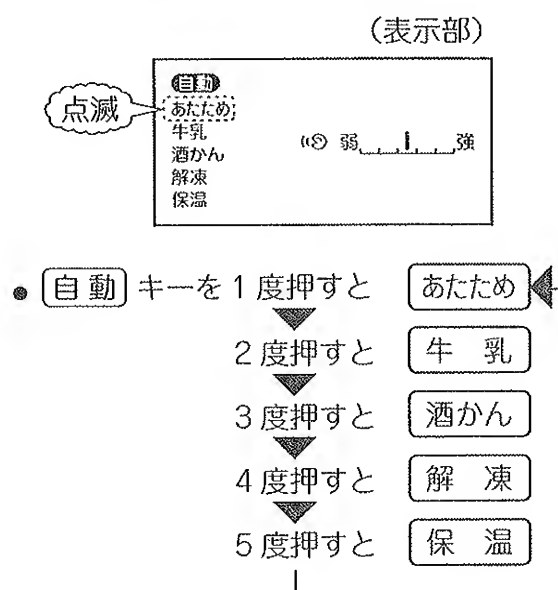 (表示部)
自動
点滅
あたため
牛乳
酒かん
解凍
保温
弱 強
● 自動 キーを 1 度押すと あたため
2 度押すと 牛 乳
3 度押すと 酒かん
4 度押すと 解 凍
5 度押すと 保 温